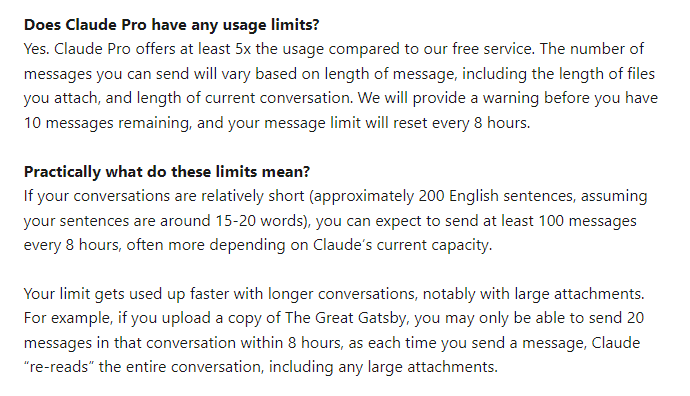 Does Claude Pro have any usage limits?
Yes. Claude Pro offers at least 5x the usage compared to our free service. The number of
messages you can send will vary based on length of message, including the length of files
you attach, and length of current conversation. We will provide a warning before you have
10 messages remaining, and your message limit will reset every 8 hours.
Practically what do these limits mean?
If your conversations are relatively short (approximately 200 English sentences, assuming
your sentences are around 15-20 words), you can expect to send at least 100 messages
every 8 hours, often more depending on Claude’s current capacity.
Your limit gets used up faster with longer conversations, notably with large attachments.
For example, if you upload a copy of The Great Gatsby, you may only be able to send 20
messages in that conversation within 8 hours, as each time you send a message, Claude
“re-reads” the entire conversation, including any large attachments.